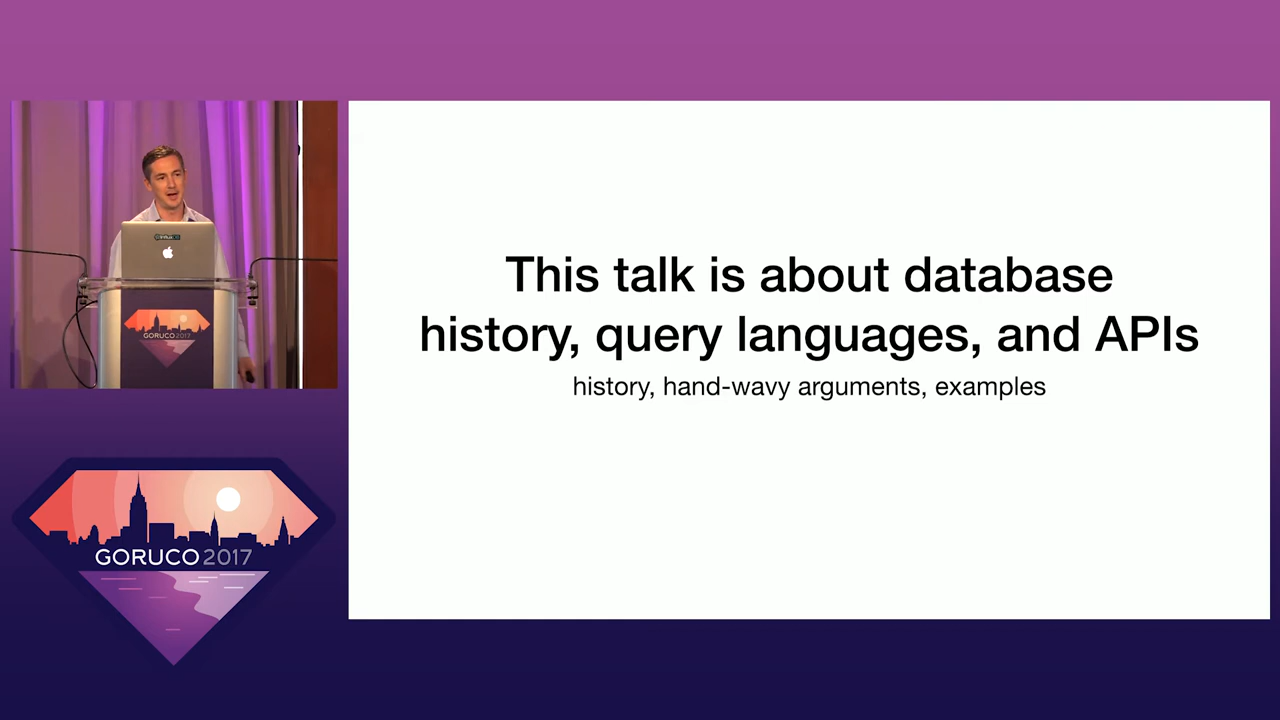 This talk is about database
history, query languages, and APIs
history, hand-wavy arguments, examples
GORUCO 2017
GORUCO 2017